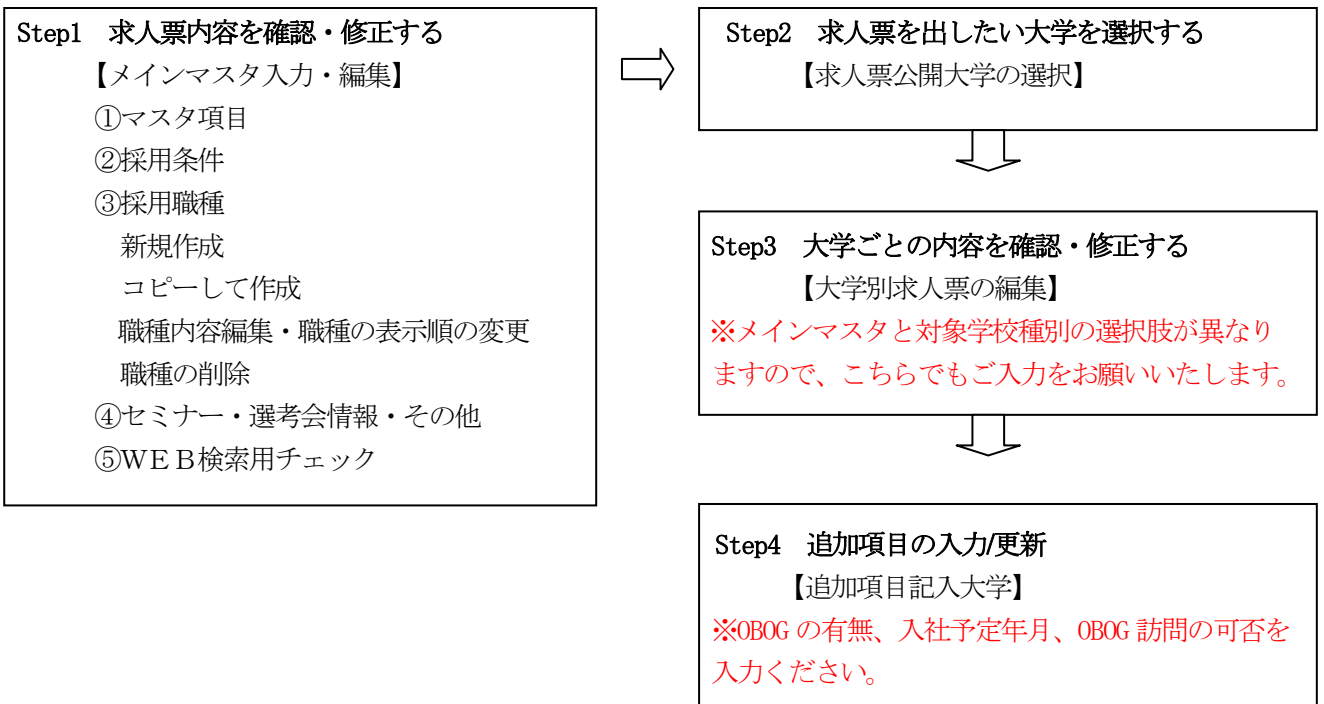 Step1　求人票内容を確認・修正する
【メインマスタ入力・編集】
①マスタ項目
②採用条件
③採用職種
新規作成
コピーして作成
職種内容編集・職種の表示順の変更
職種の削除
④セミナー・選考会情報・その他
⑤ＷＥＢ検索用チェック
Step2　求人票を出したい大学を選択する
【求人票公開大学の選択】
Step3　大学ごとの内容を確認・修正する
【大学別求人票の編集】
※メインマスタと対象学校種別の選択肢が異なり
ますので、こちらでもご入力をお願いいたします。
Step4　追加項目の入力/更新
【追加項目記入大学】
※OBOG の有無、入社予定年月、OBOG 訪問の可否を
入力ください。